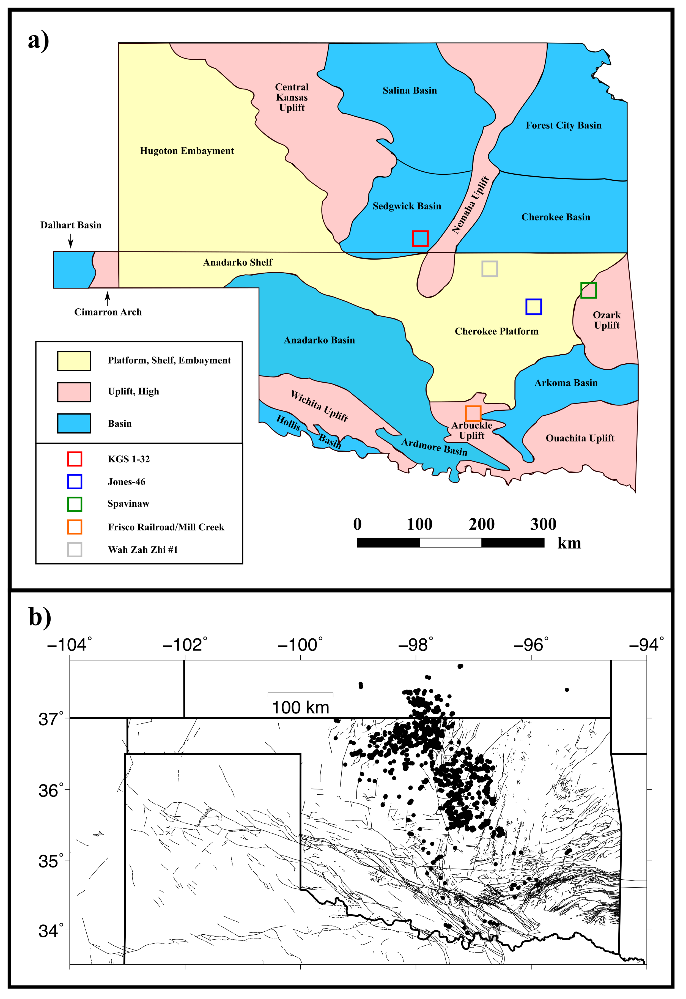 a)
Central
Kansas
Uplift
Salina Basin
Forest City Basin
Hugoton Embayment
Nemaha Uplift
Sedgwick Basin
Cherokee Basin
Dalhart Basin
Anadarko Shelf
Cimarron Arch
Ozark
Uplift
Cherokee Platform
Anadarko Basin
Arkoma Basin
Wichita Uplift
Hollis
Basin
Arbuckle
Uplift
Ardmore Basin
Ouachita Uplift
Platform, Shelf, Embayment
Uplift, High
Basin
KGS 1-32
Jones-46
Spavinaw
Frisco Railroad/Mill Creek
Wah Zah Zhi #1
0 100 200 300
km
b)
−104° −102° −100° −98° −96° −94°
100 km
37°
36°
35°
34°